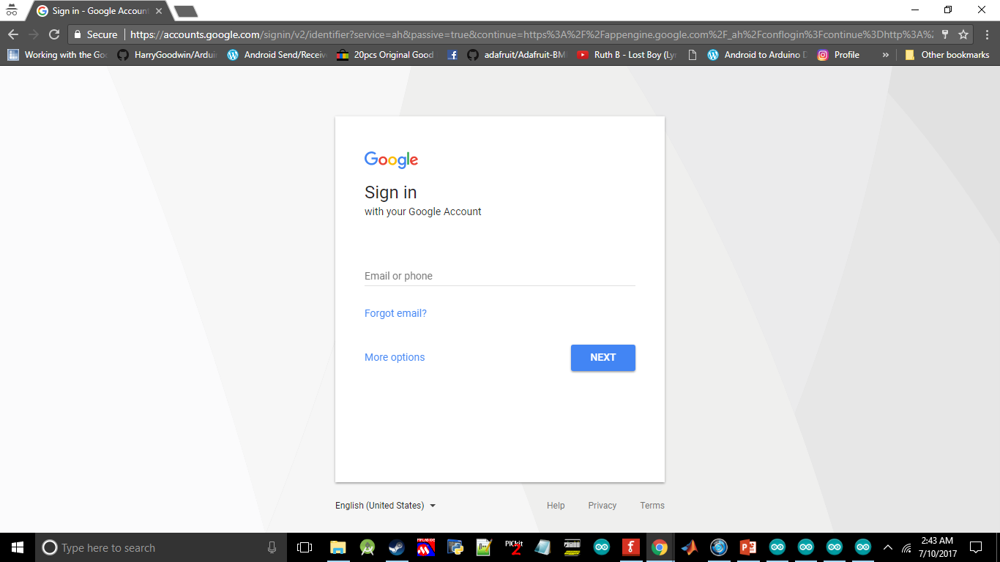 Sign in - Google Accoun
Secure
https://accounts.google.com/signin/v2/identifier?service=ah&passive=true&continue=https%3A%2F%2Fappengine.google.com%2F_ah%2Fconflogin%3Fcontinue%3Dhttp%3A%2
Working with the Go
HarryGoodwin/Ardui
Android Send/Receiv
20pcs Original Good
adafruit/Adafruit-BM
Ruth B - Lost Boy (Lyr
Android to Arduino D
Profile
»
Other bookmarks
Google
Sign in
with your Google Account
Email or phone
Forgot email?
More options
NEXT
English (United States)
Help
Privacy
Terms
Type here to search
PICkit
2
2:43 AM
7/10/2017